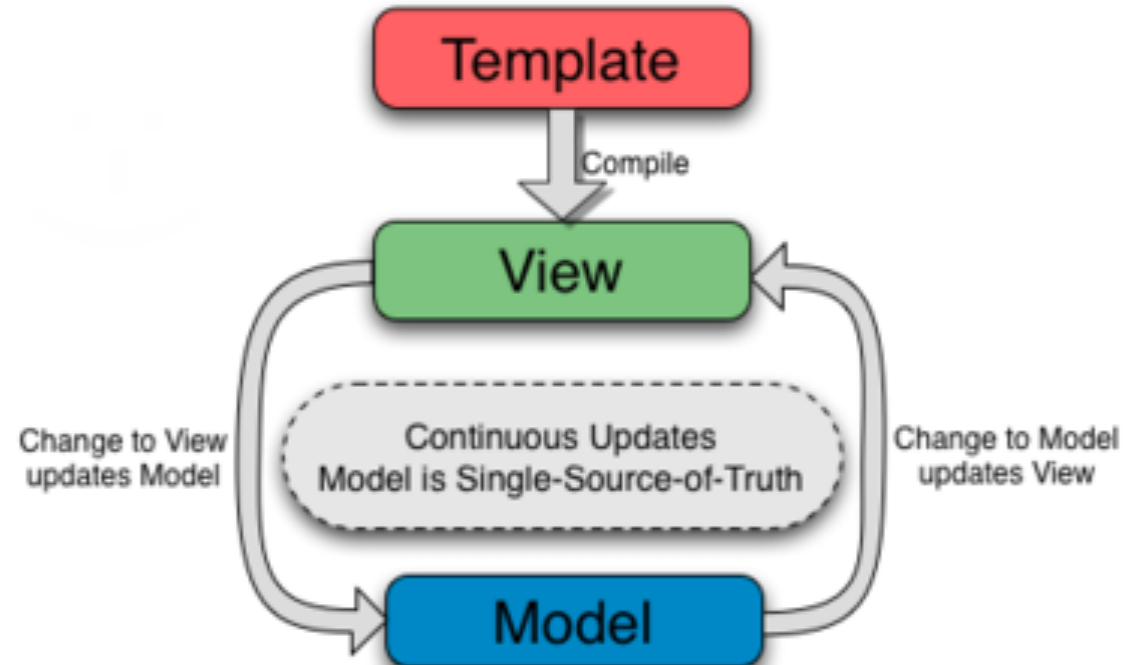 Template
Compile
View
Change to View
updates Model
Continuous Updates
Model is Single-Source-of-Truth
Change to Model
updates View
Model